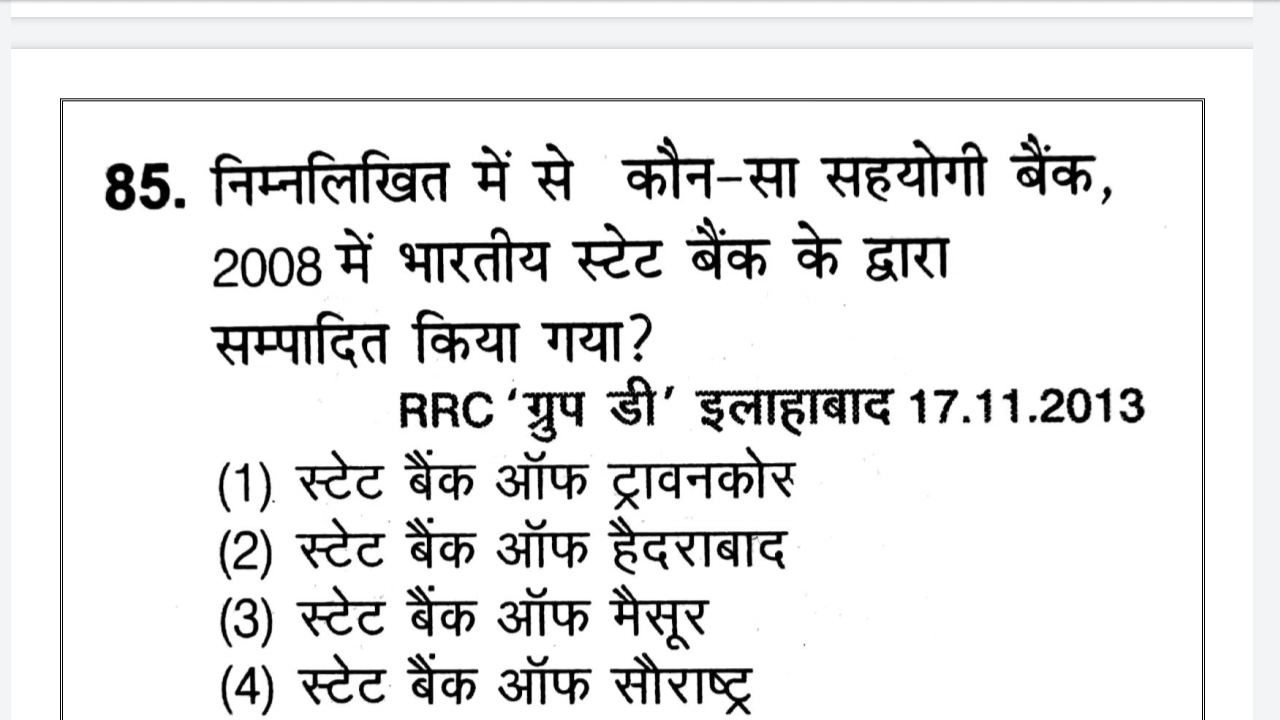 85. निम्नलिखित में से कौन-सा सहयोगी बैंक,
2008 में भारतीय स्टेट बैंक के द्वारा
सम्पादित किया गया?
RRC ‘ग्रुप डी’ इलाहाबाद 17.11.2013
(1) स्टेट बैंक ऑफ ट्रावनकोर
(2) स्टेट बैंक ऑफ हैदराबाद
(3) स्टेट बैंक ऑफ मैसूर
(4) स्टेट बैंक ऑफ सौराष्ट्र